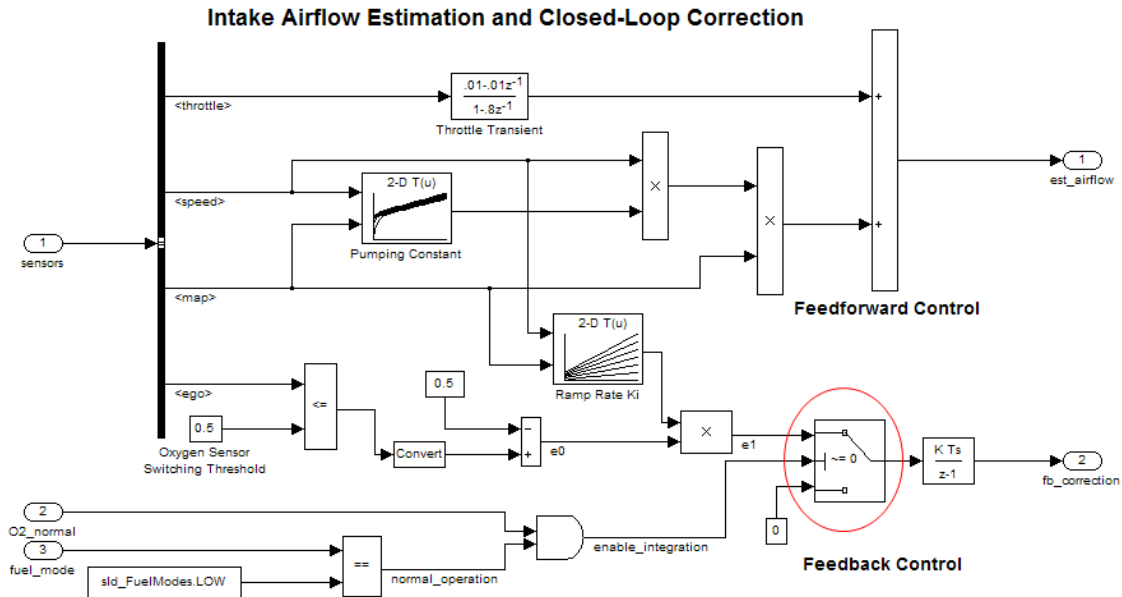 Intake Airflow Estimation and Closed-Loop Correction
<throttle>
.01-.01z-1
1-.8z-1
Throttle Transient
+
1
est_airflow
2-D T(u)
×
<speed>
Pumping Constant
×
+
1
sensors
<map>
Feedforward Control
2-D T(u)
Ramp Rate Ki
<ego>
<=
0.5
0.5
Oxygen Sensor
Switching Threshold
Convert
−
+
e0
×
e1
~= 0
K Ts
z-1
2
fb_correction
0
2
O2_normal
3
fuel_mode
enable_integration
Feedback Control
sld_FuelModes.LOW
==
normal_operation